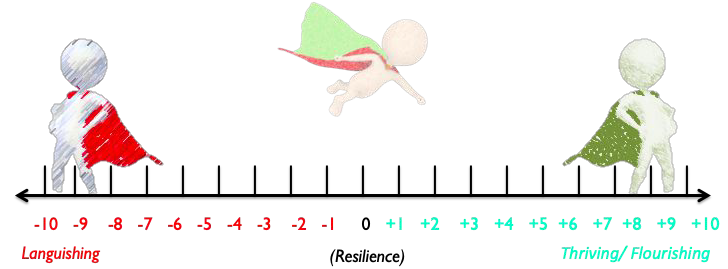 -10 -9 -8 -7 -6 -5 -4 -3 -2 -1 0 +1 +2 +3 +4 +5 +6 +7 +8 +9 +10
Languishing (Resilience) Thriving/ Flourishing